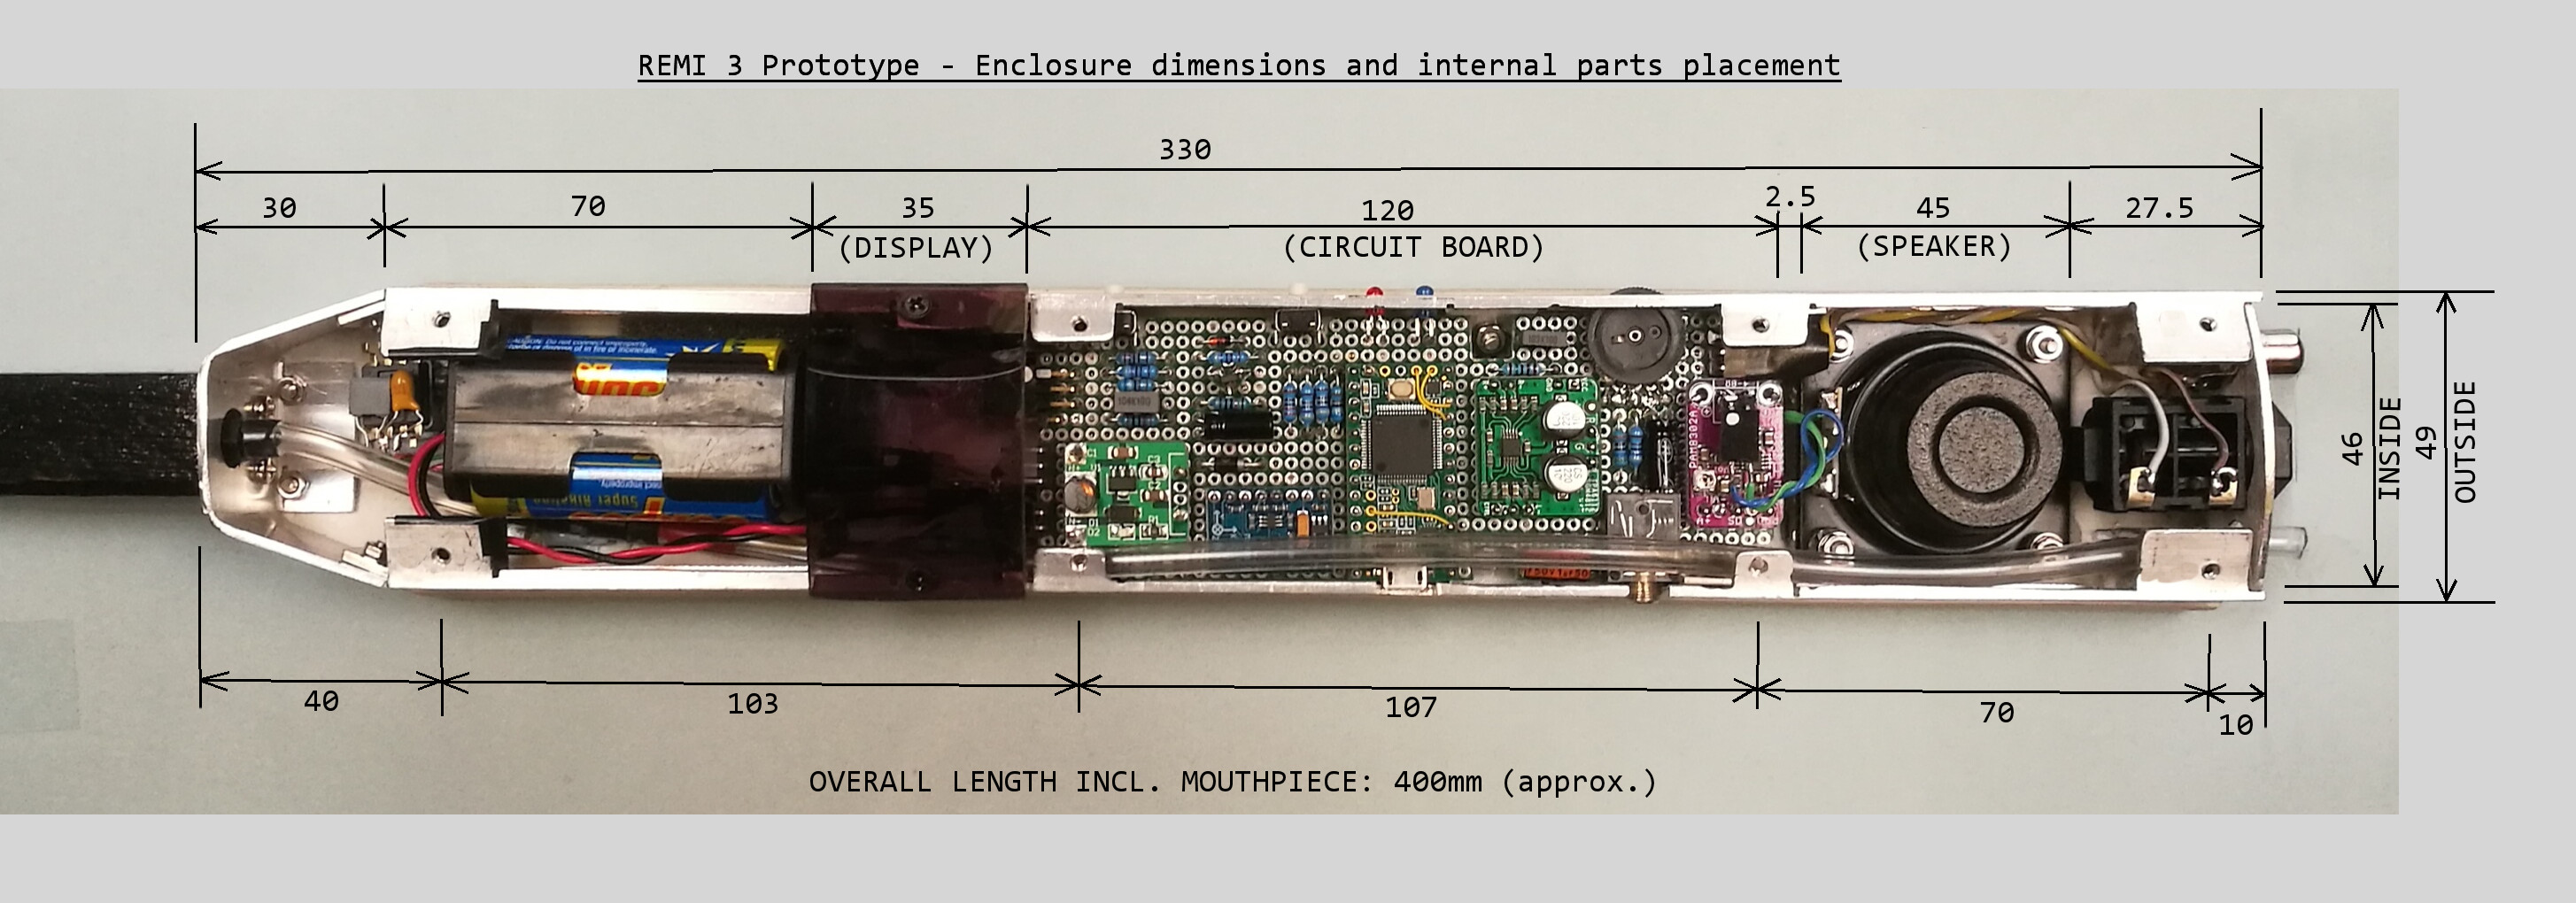 REMI 3 Prototype - Enclosure dimensions and internal parts placement
330
30
70
35
(DISPLAY)
120
(CIRCUIT BOARD)
2.5
45
(SPEAKER)
27.5
46
INSIDE
49
OUTSIDE
40
103
107
70
10
OVERALL LENGTH INCL. MOUTHPIECE: 400mm (approx.)